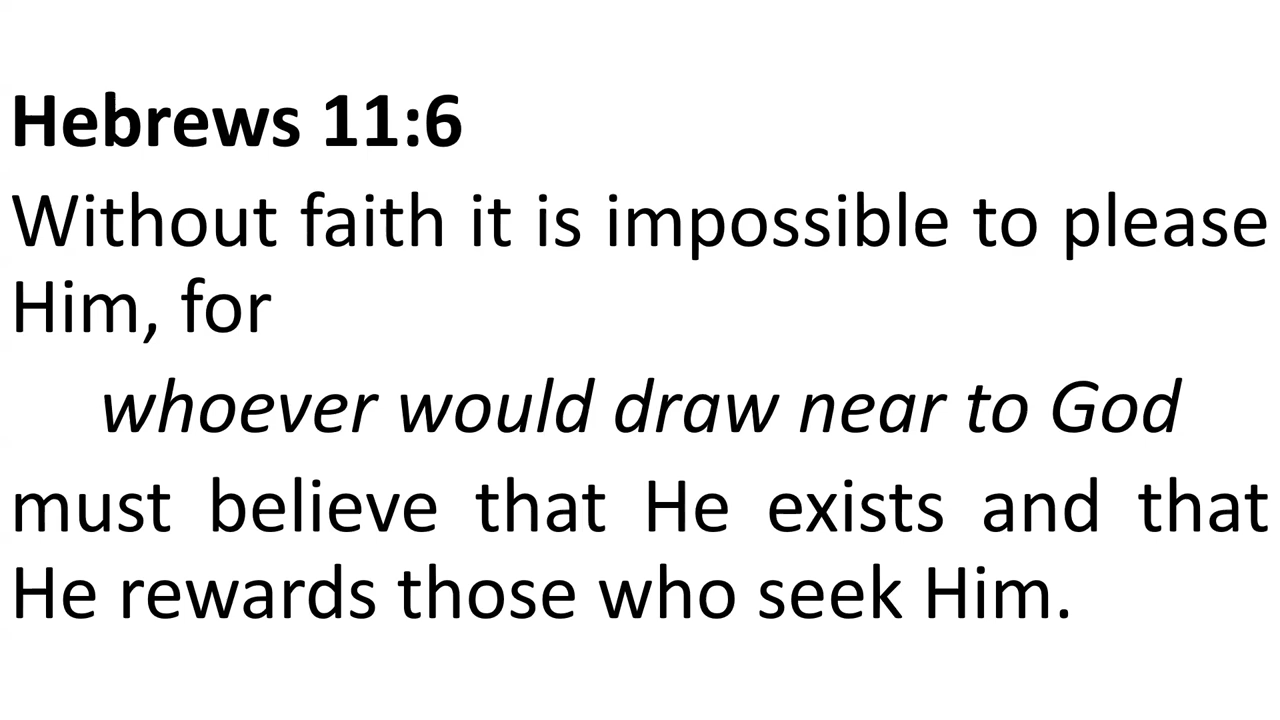 Hebrews 11:6
Without faith it is impossible to please
Him, for
whoever would draw near to God
must believe that He exists and that
He rewards those who seek Him.